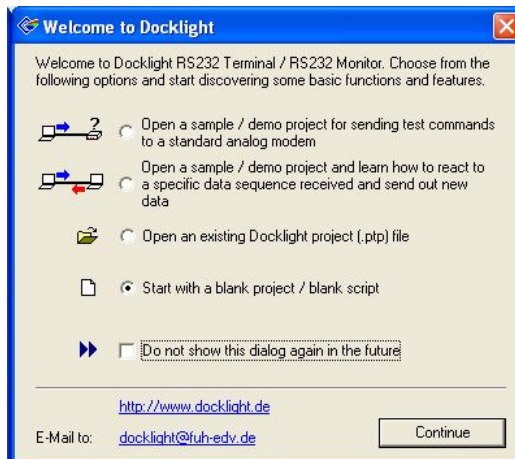 Welcome to Docklight
Welcome to Docklight RS232 Terminal / RS232 Monitor. Choose from the
following options and start discovering some basic functions and features.
Open a sample / demo project for sending test commands
to a standard analog modem
Open a sample / demo project and learn how to react to
a specific data sequence received and send out new
data
Open an existing Docklight project (.ptp) file
Start with a blank project / blank script
Do not show this dialog again in the future
http://www.docklight.de
E-Mail to: docklight@fuh-edv.de
Continue